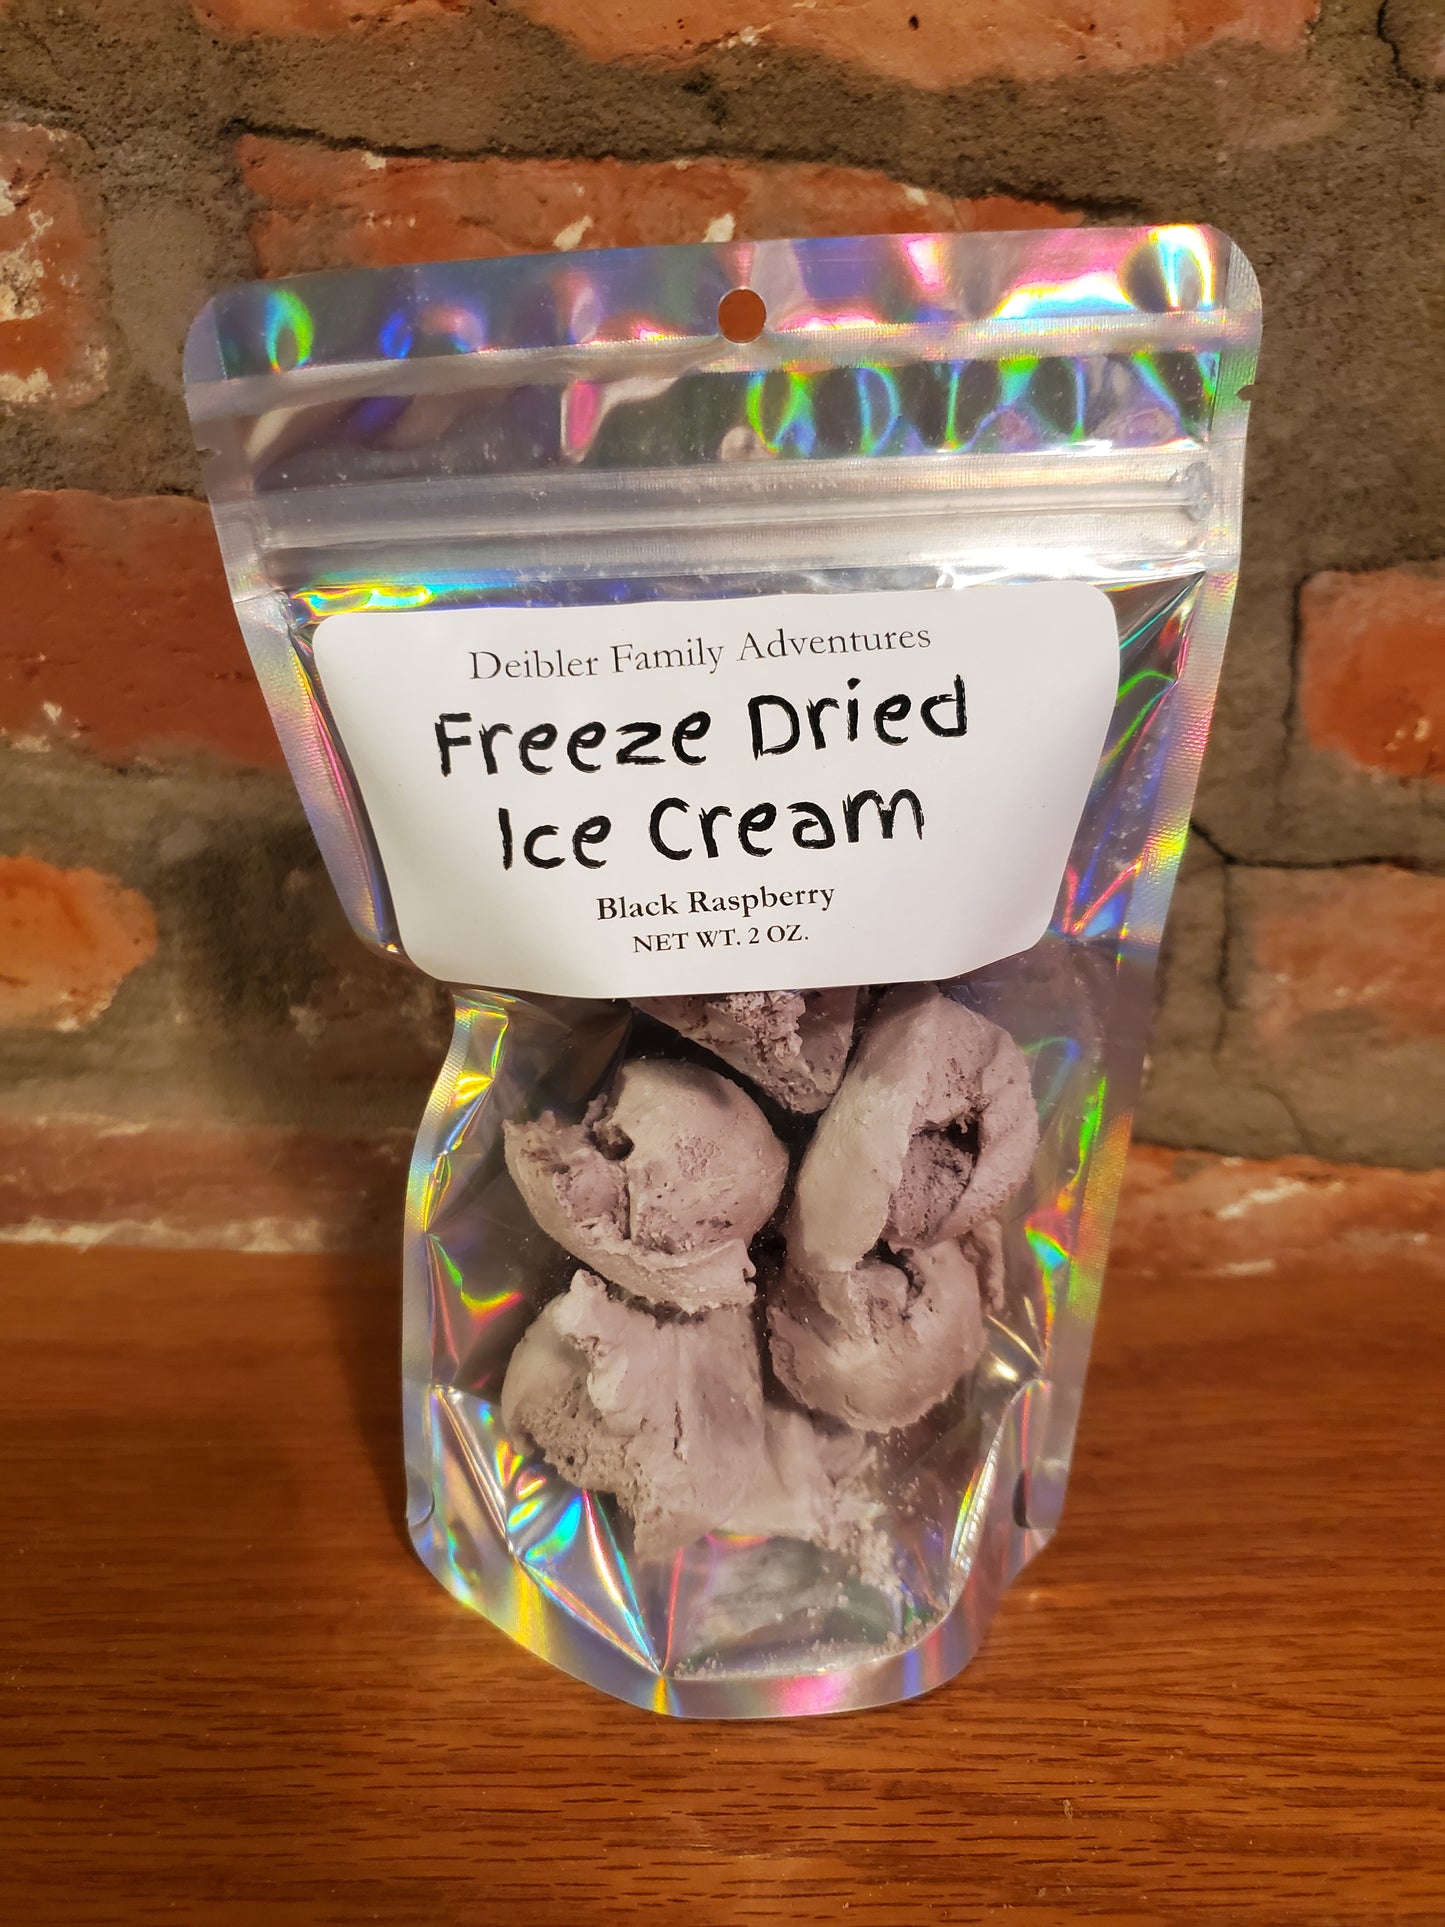 Deibler Family Adventures
Freeze Dried
Ice Cream
Black Raspberry
NET WT. 2 OZ.